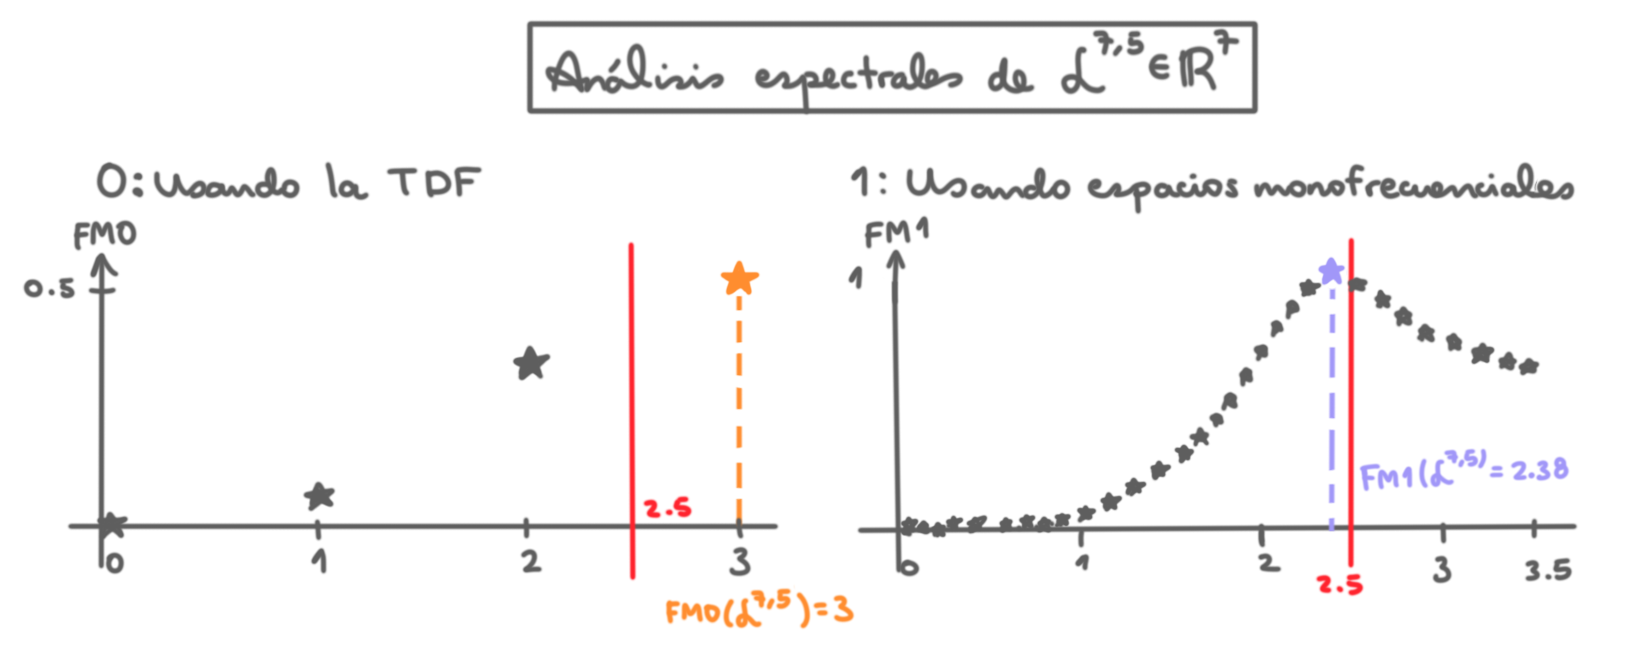 Análisis espectrales de 𝓛^{7,5} ∈ ℝ^7
0: Usando la TDF
1: Usando espacios monofrecuenciales
FM0
0.5
2.5
0 1 2 3
FM0(𝓛^{7,5}) = 3
FM1
1
FM1(𝓛^{7,5}) = 2.38
0 1 2 3 3.5
2.5